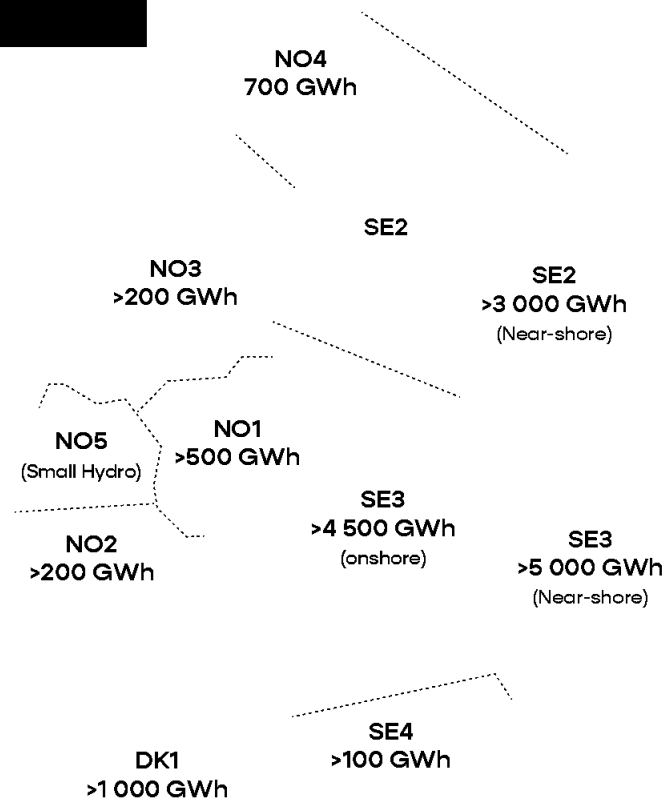 NO4
700 GWh
SE2
NO3
>200 GWh
SE2
>3 000 GWh
(Near-shore)
NO1
>500 GWh
NO5
(Small Hydro)
SE3
>4 500 GWh
(onshore)
NO2
>200 GWh
SE3
>5 000 GWh
(Near-shore)
SE4
>100 GWh
DK1
>1 000 GWh